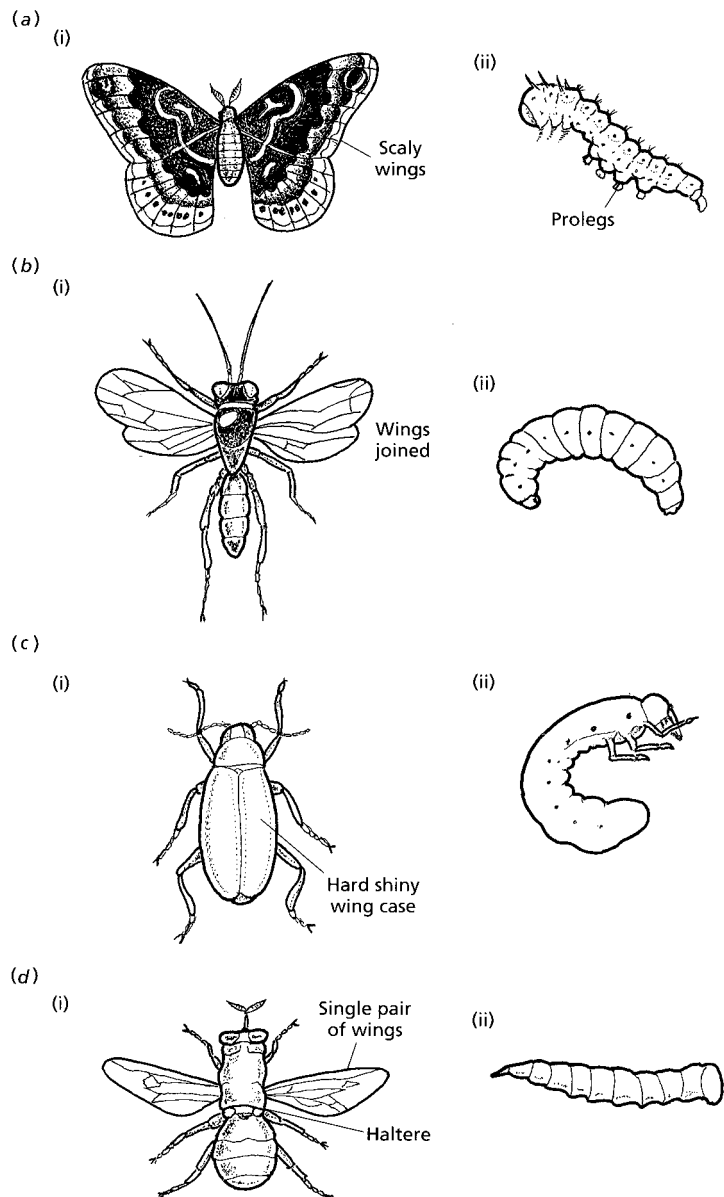 (a)
(i)
(ii)
Scaly
wings
Prolegs
(b)
(i)
(ii)
Wings
joined
(c)
(i)
(ii)
Hard shiny
wing case
(d)
(i)
(ii)
Single pair
of wings
Haltere